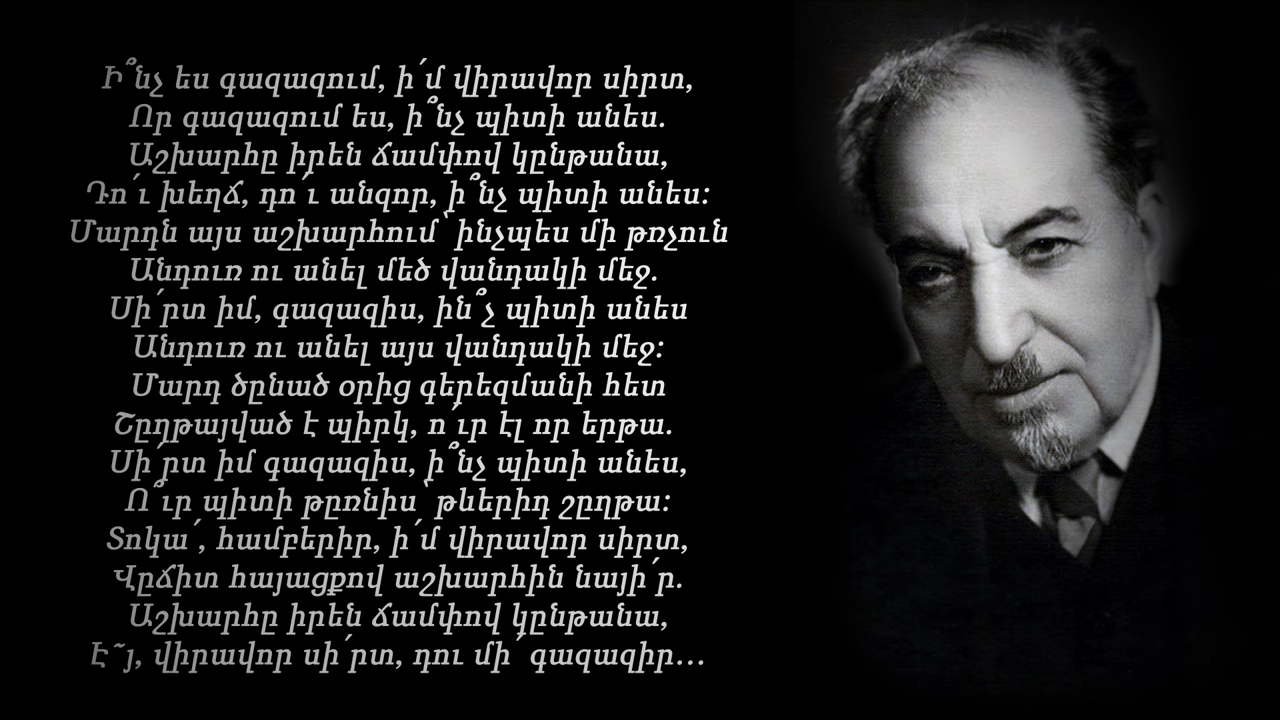 Ի՞նչ ես գազազում, ի՛մ վիրավոր սիրտ,
Որ գազազում ես, ի՞նչ պիտի անես.
Աշխարհը իրեն ճամփով կընթանա,
Դո՛ւ խեղճ, դո՛ւ անզոր, ի՞նչ պիտի անես:
Մարդն այս աշխարհում՝ ինչպես մի թռչուն
Անդուռ ու անել մեծ վանդակի մեջ.
Սի՛րտ իմ, գազազիս, ին՞չ պիտի անես
Անդուռ ու անել այս վանդակի մեջ:
Մարդ ծընած օրից գերեզմանի հետ
Շըղթայված է պիրկ, ո՛ւր էլ որ երթա.
Սի՛րտ իմ գազազիս, ի՞նչ պիտի անես,
Ո՞ւր պիտի թըռնիս՝ թևերիդ շըղթա:
Տոկա՛, համբերիր, ի՛մ վիրավոր սիրտ,
Վըճիտ հայացքով աշխարհին նայի՛ր.
Աշխարհը իրեն ճամփով կընթանա,
Է՜յ, վիրավոր սի՛րտ, դու մի՛ գազազիր...